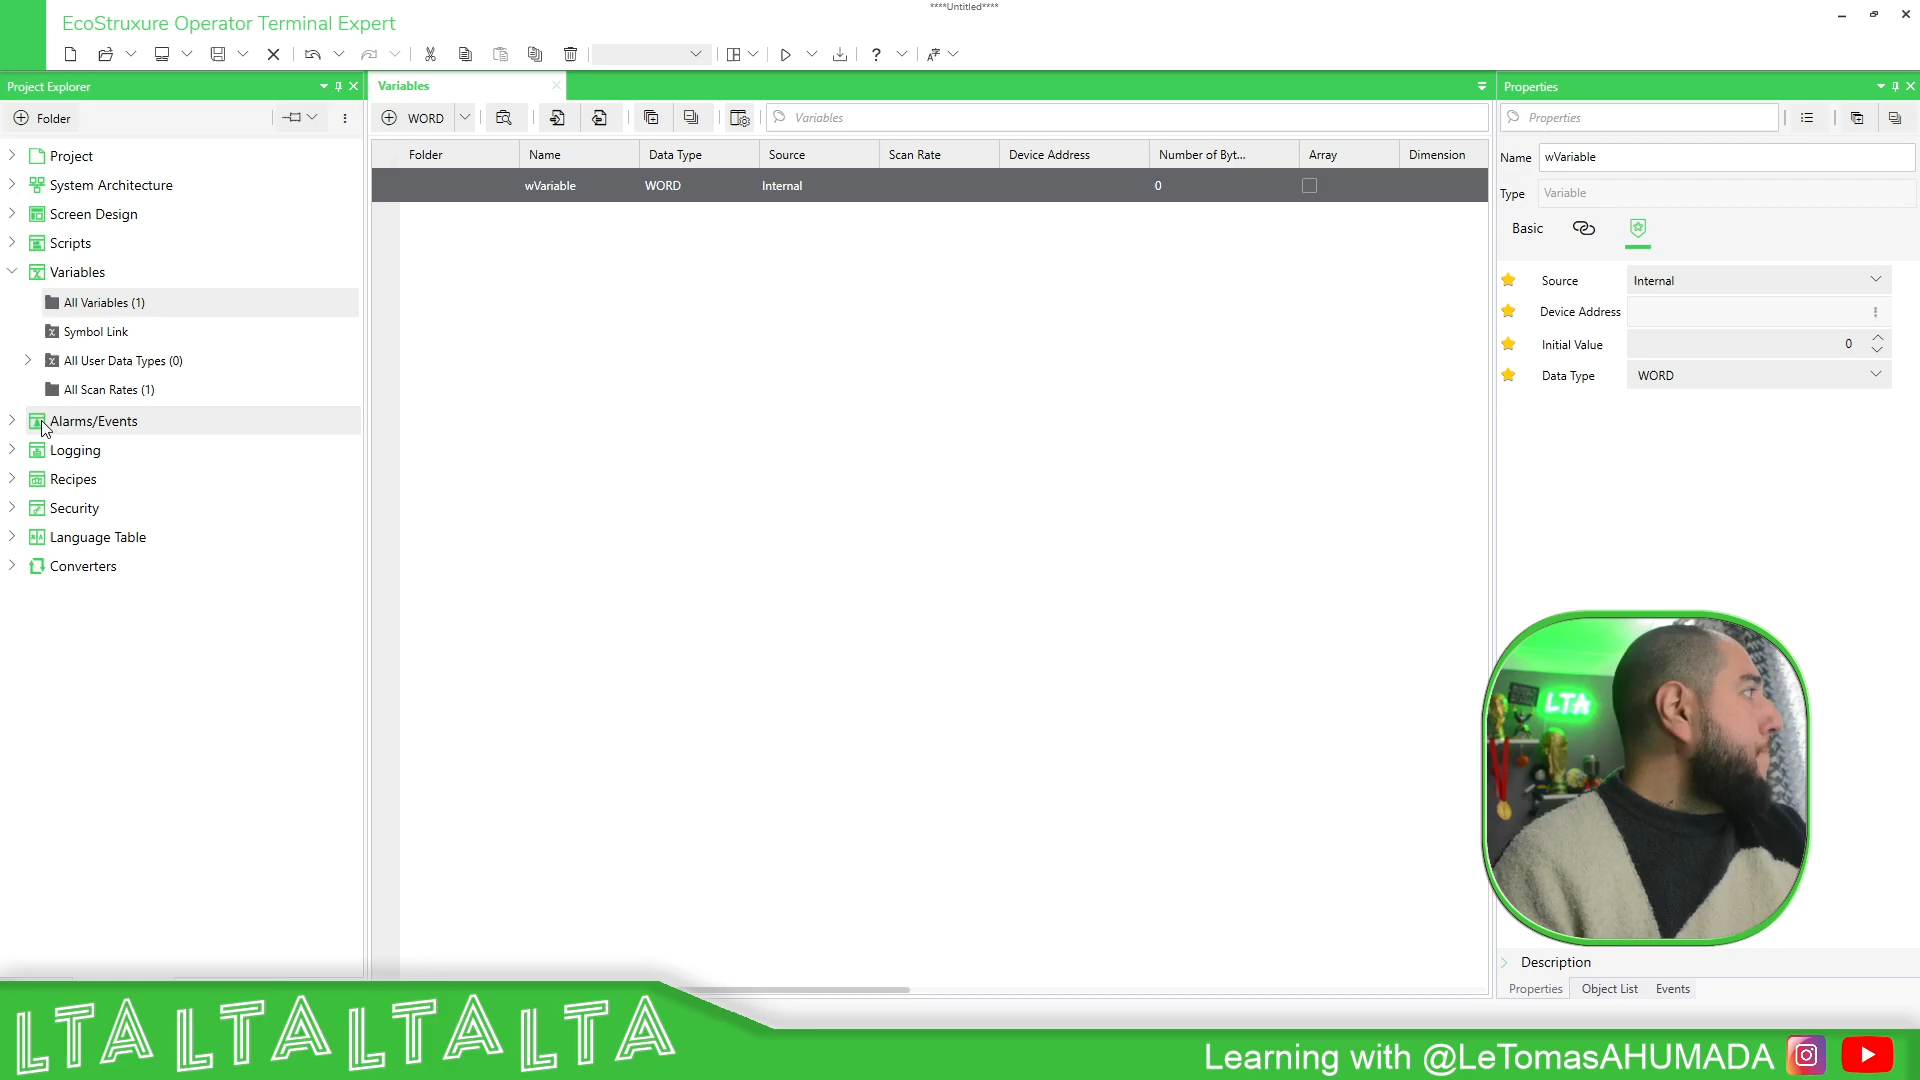 ****Untitled****
EcoStruxure Operator Terminal Expert
Project Explorer
Folder
Project
System Architecture
Screen Design
Scripts
Variables
All Variables (1)
Symbol Link
All User Data Types (0)
All Scan Rates (1)
Alarms/Events
Logging
Recipes
Security
Language Table
Converters
Variables
WORD
Variables
Folder Name Data Type Source Scan Rate Device Address Number of Byt... Array Dimension
wVariable WORD Internal 0
Properties
Properties
Name wVariable
Type Variable
Basic
Source Internal
Device Address
Initial Value 0
Data Type WORD
LTA
Description
Properties Object List Events
LTALTALTALTA
Learning with @LeTomasAHUMADA